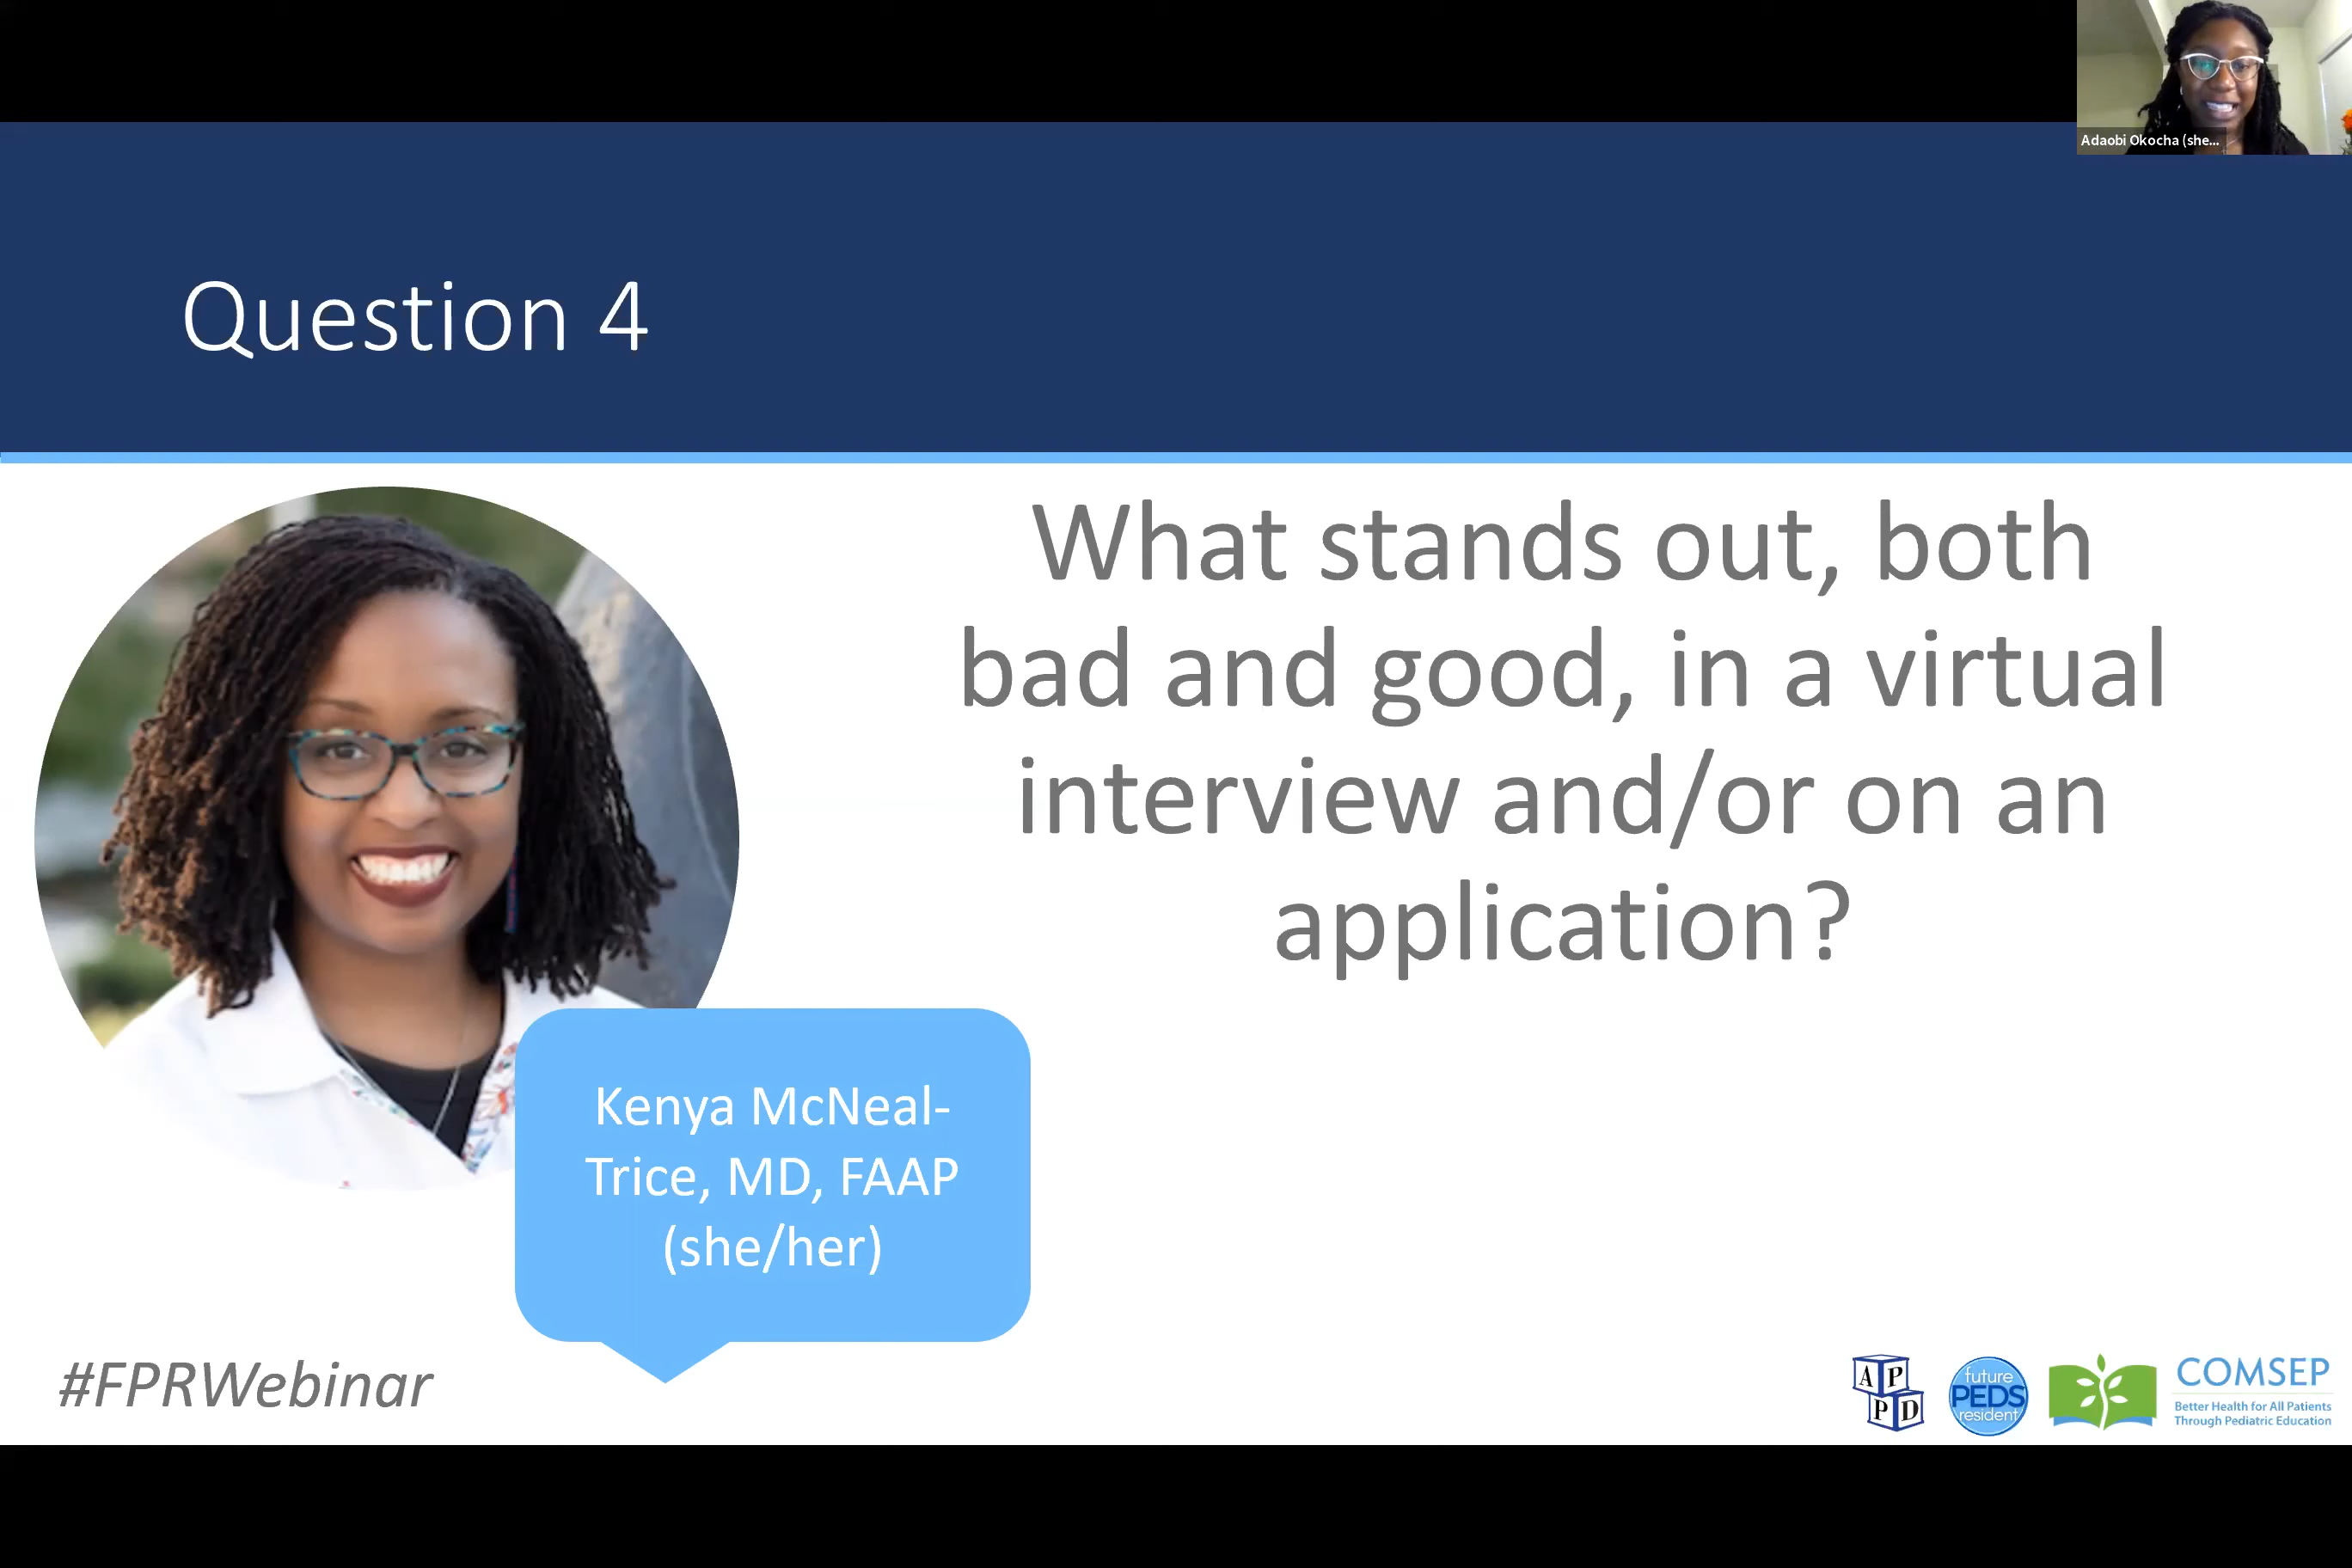 Adaobi Okocha (she...
Question 4
What stands out, both
bad and good, in a virtual
interview and/or on an
application?
Kenya McNeal-
Trice, MD, FAAP
(she/her)
#FPRWebinar
A P
P D
future
PEDS
resident
COMSEP
Better Health for All Patients
Through Pediatric Education